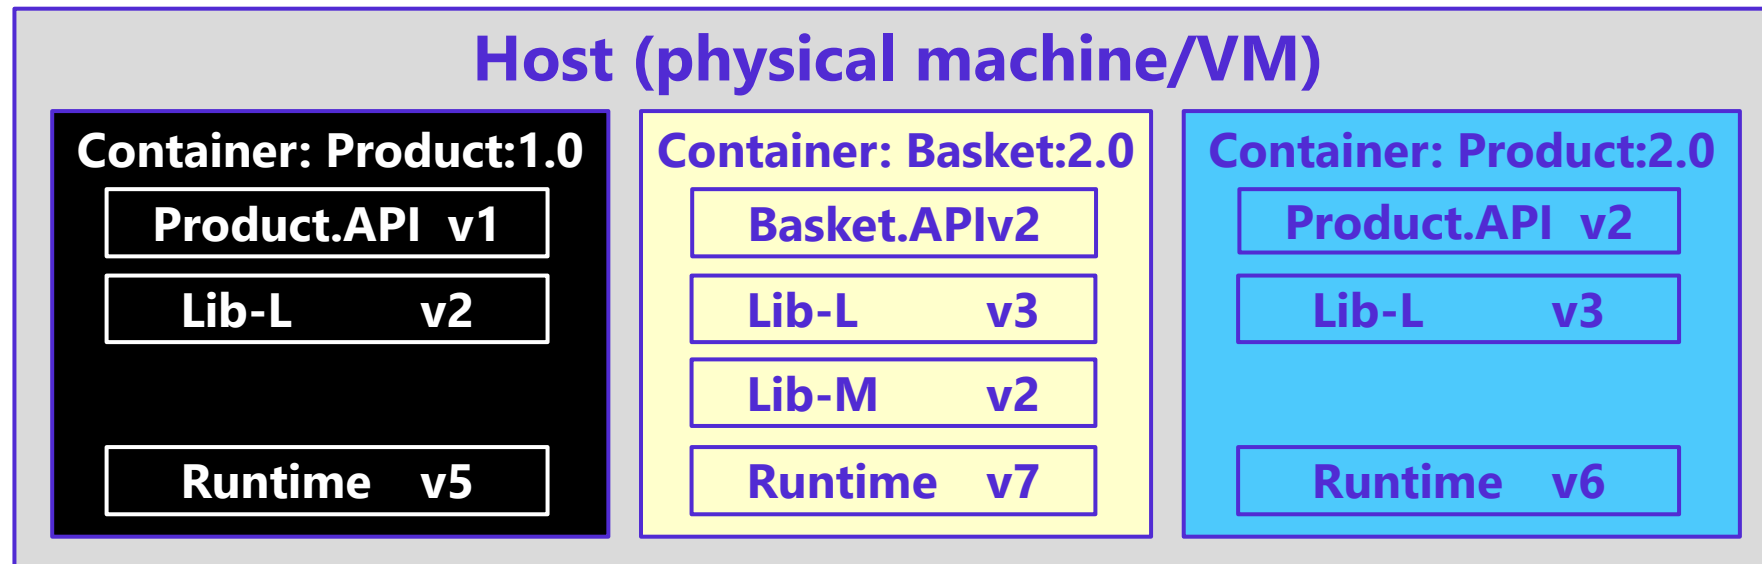 Host (physical machine/VM)
Container: Product:1.0
Product.API v1
Lib-L v2
Runtime v5
Container: Basket:2.0
Basket.APIv2
Lib-L v3
Lib-M v2
Runtime v7
Container: Product:2.0
Product.API v2
Lib-L v3
Runtime v6